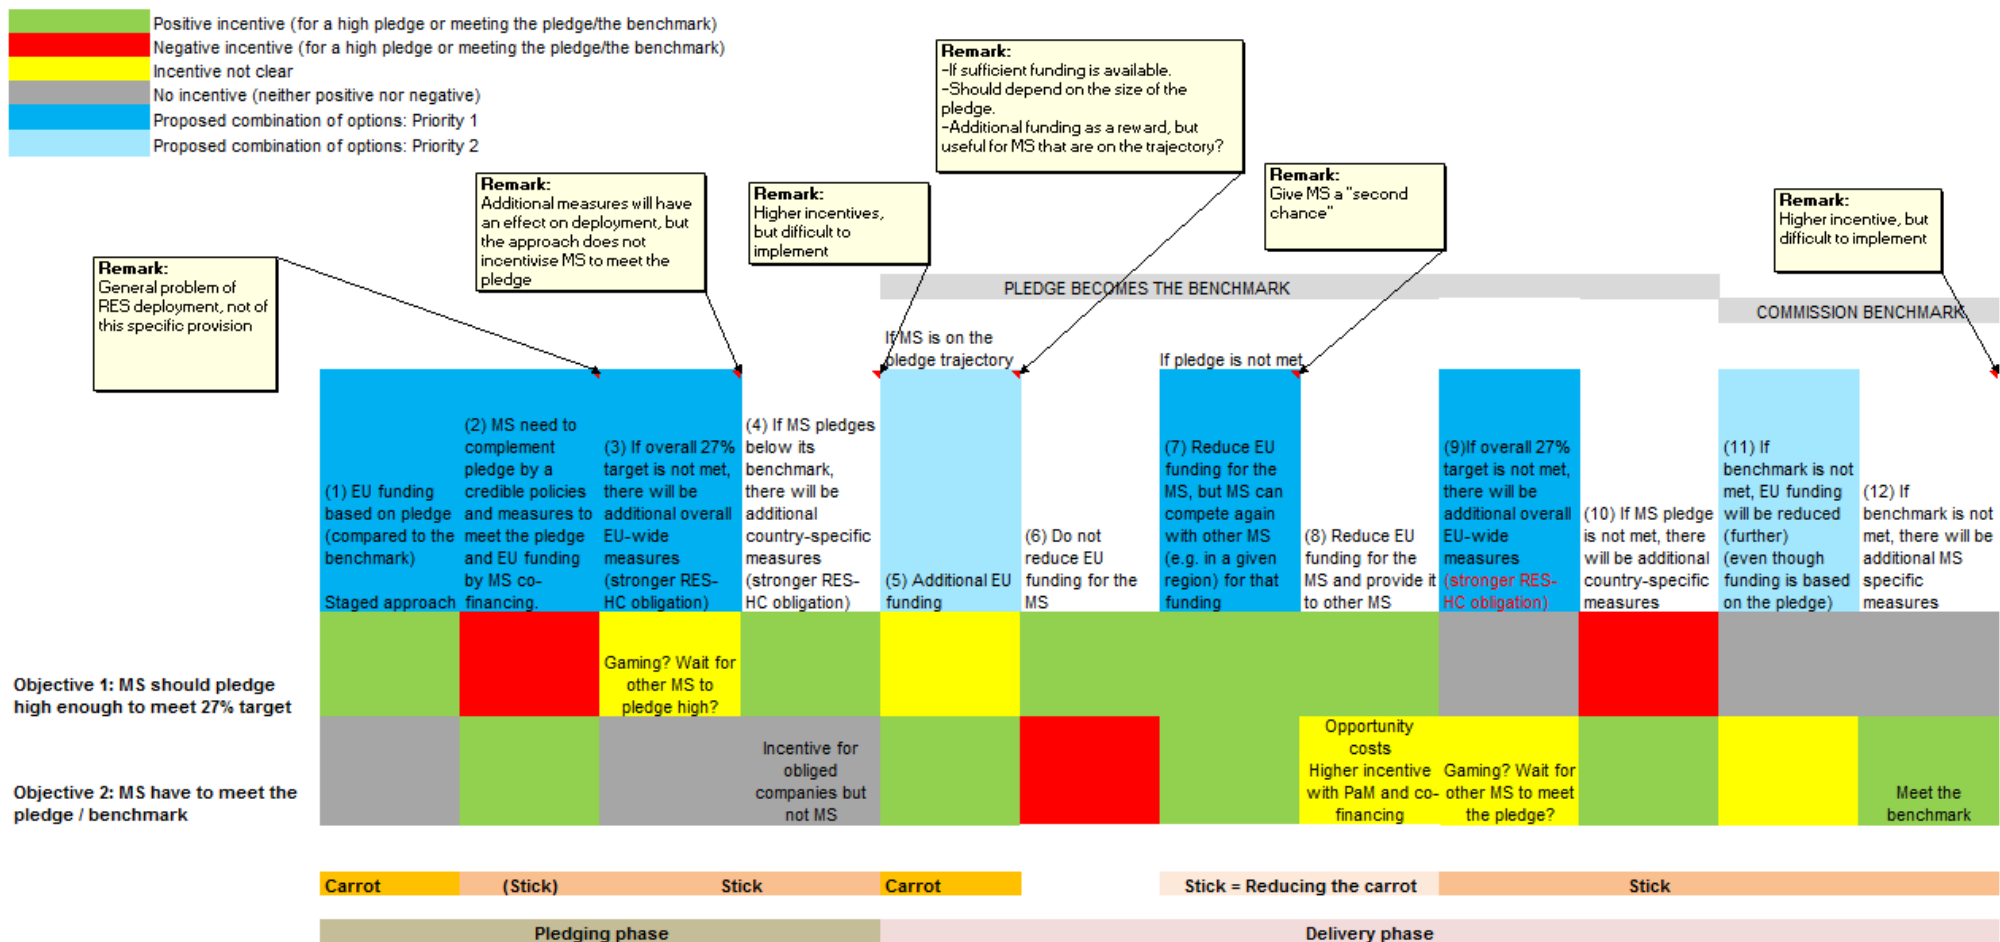 Positive incentive (for a high pledge or meeting the pledge/the benchmark)
Negative incentive (for a high pledge or meeting the pledge/the benchmark)
Incentive not clear
No incentive (neither positive nor negative)
Proposed combination of options: Priority 1
Proposed combination of options: Priority 2
Remark:
General problem of
RES deployment, not of
this specific provision
Remark:
Additional measures will have
an effect on deployment, but
the approach does not
incentivise MS to meet the
pledge
Remark:
Higher incentives,
but difficult to
implement
Remark:
-If sufficient funding is available.
-Should depend on the size of the
pledge.
-Additional funding as a reward, but
useful for MS that are on the trajectory?
Remark:
Give MS a "second
chance"
Remark:
Higher incentive, but
difficult to implement
PLEDGE BECOMES THE BENCHMARK
COMMISSION BENCHMARK
If MS is on the
pledge trajectory
If pledge is not met
(1) EU funding
based on pledge
(compared to the
benchmark)
Staged approach
(2) MS need to
complement
pledge by a
credible policies
and measures to
meet the pledge
and EU funding
by MS co-
financing.
(3) If overall 27%
target is not met,
there will be
additional overall
EU-wide
measures
(stronger RES-
HC obligation)
(4) If MS pledges
below its
benchmark,
there will be
additional
country-specific
measures
(stronger RES-
HC obligation)
(5) Additional EU
funding
(6) Do not
reduce EU
funding for the
MS
(7) Reduce EU
funding for the
MS, but MS can
compete again
with other MS
(e.g. in a given
region) for that
funding
(8) Reduce EU
funding for the
MS and provide it
to other MS
(9)If overall 27%
target is not met,
there will be
additional overall
EU-wide
measures
(stronger RES-
HC obligation)
(10) If MS pledge
is not met, there
will be additional
country-specific
measures
(11) If
benchmark is not
met, EU funding
will be reduced
(further)
(even though
funding is based
on the pledge)
(12) If
benchmark is not
met, there will be
additional MS
specific
measures
Objective 1: MS should pledge
high enough to meet 27% target
Gaming? Wait for
other MS to
pledge high?
Objective 2: MS have to meet the
pledge / benchmark
Incentive for
obliged
companies but
not MS
Opportunity
costs
Higher incentive
with PaM and co-
financing
Gaming? Wait for
other MS to meet
the pledge?
Meet the
benchmark
Carrot
(Stick)
Stick
Carrot
Stick = Reducing the carrot
Stick
Pledging phase
Delivery phase